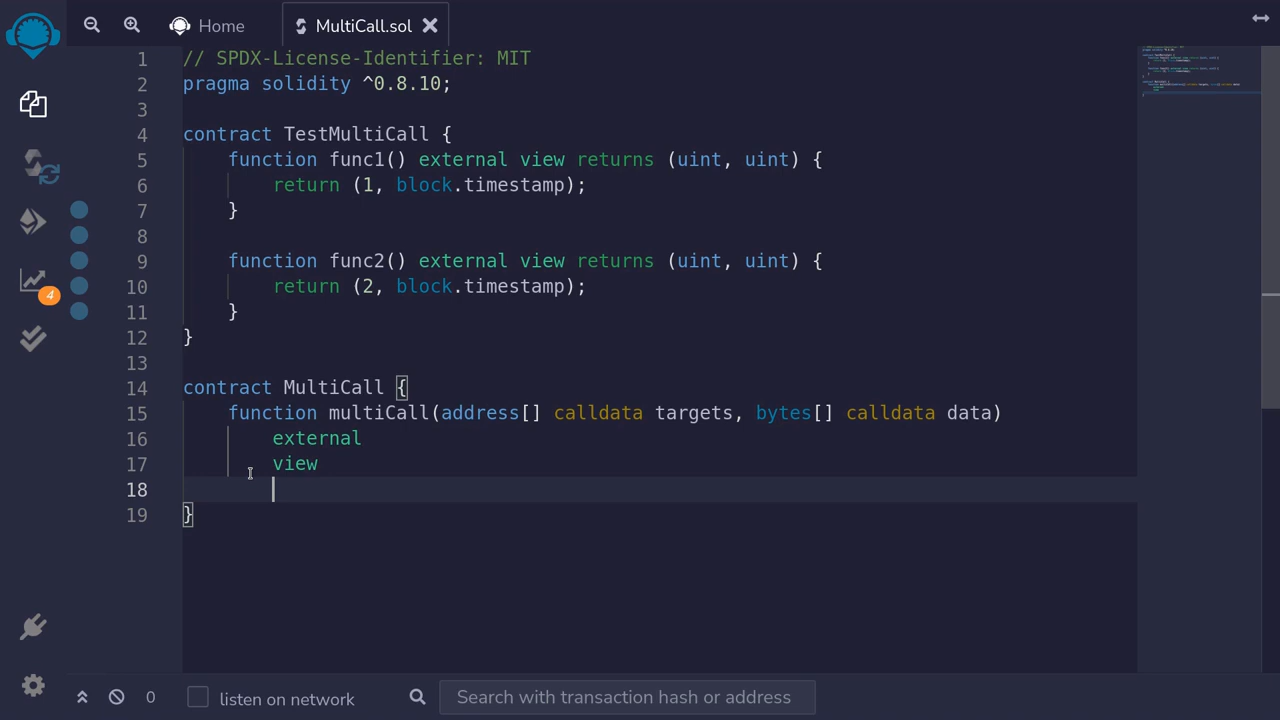 Home
MultiCall.sol
1 // SPDX-License-Identifier: MIT
2 pragma solidity ^0.8.10;
3
4 contract TestMultiCall {
5     function func1() external view returns (uint, uint) {
6         return (1, block.timestamp);
7     }
8
9     function func2() external view returns (uint, uint) {
10         return (2, block.timestamp);
11     }
12 }
13
14 contract MultiCall {
15     function multiCall(address[] calldata targets, bytes[] calldata data)
16         external
17         view
18
19 }
4
0
listen on network
Search with transaction hash or address